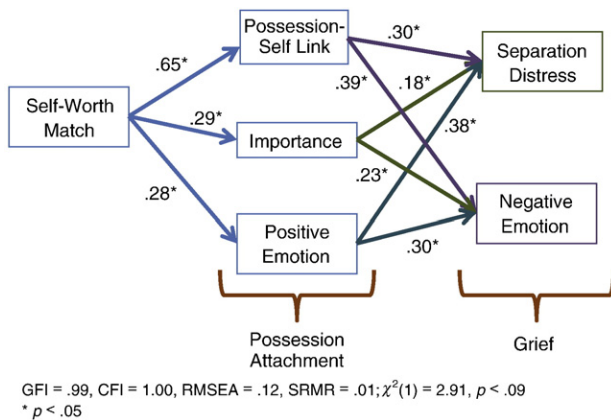 Possession-
Self Link
.30*
Separation
Distress
.65*
.39*
.18*
Self-Worth
Match
.29*
Importance
.38*
.28*
.23*
Positive
Emotion
.30*
Negative
Emotion
Possession
Attachment
Grief
GFI = .99, CFI = 1.00, RMSEA = .12, SRMR = .01; χ²(1) = 2.91, p < .09
* p < .05